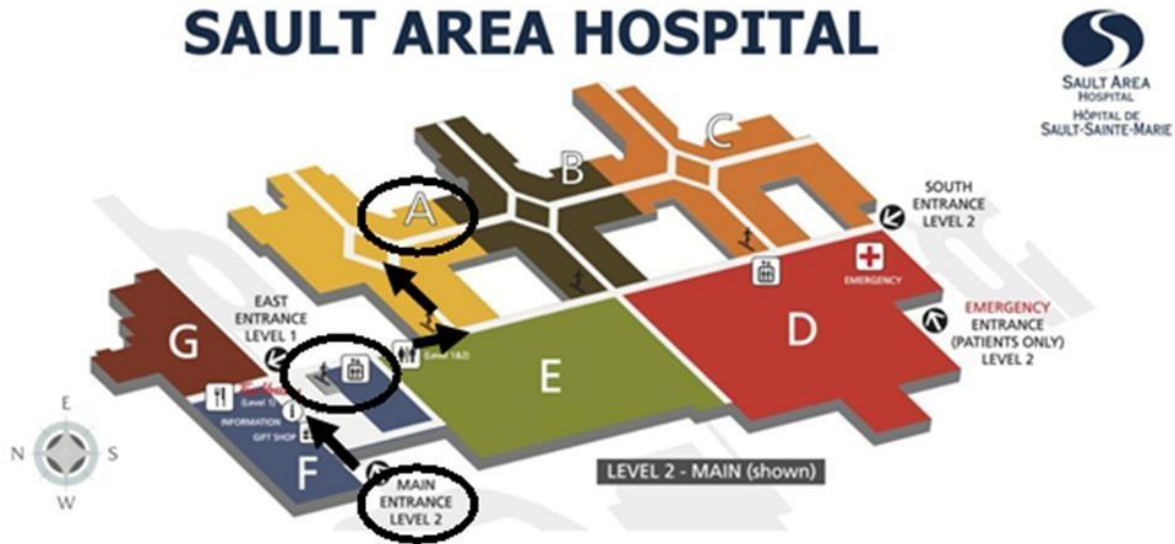 SAULT AREA HOSPITAL
SAULT AREA
HOSPITAL
HÔPITAL DE
SAULT-SAINTE-MARIE
C
B
A
SOUTH
ENTRANCE
LEVEL 2
EMERGENCY
EMERGENCY
ENTRANCE
(PATIENTS ONLY)
LEVEL 2
EAST
ENTRANCE
LEVEL 1
G
D
E
(Level 1&2)
(Level 1)
i
INFORMATION
GIFT SHOP
F
MAIN
ENTRANCE
LEVEL 2
LEVEL 2 - MAIN (shown)
E
N
S
W